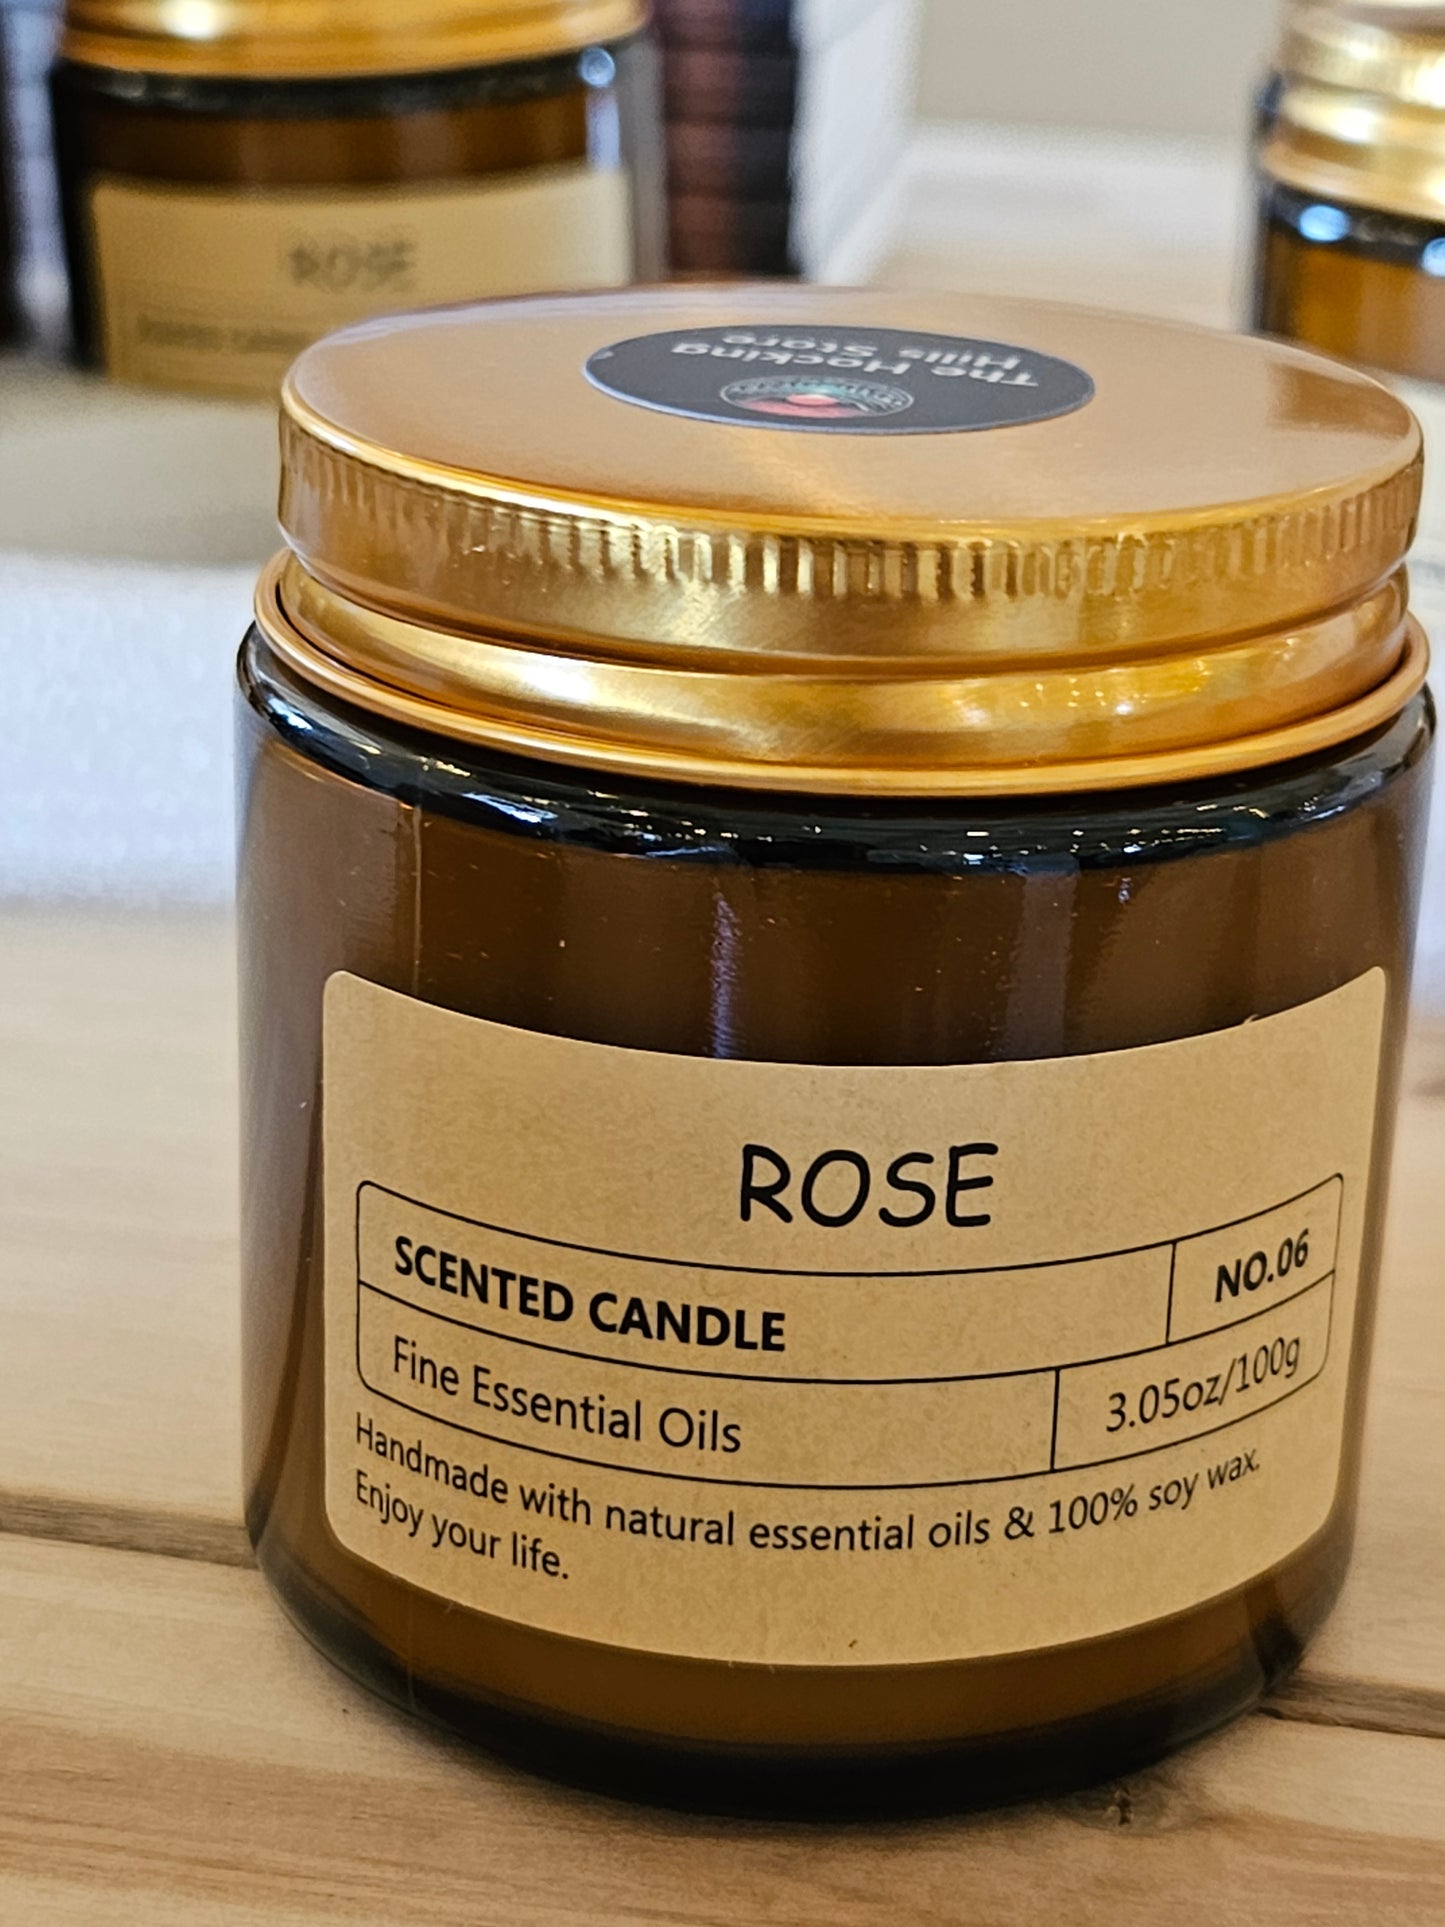 ROSE
The Hocking
Hills Store
ROSE
SCENTED CANDLE NO.06
Fine Essential Oils 3.05oz/100g
Handmade with natural essential oils & 100% soy wax.
Enjoy your life.